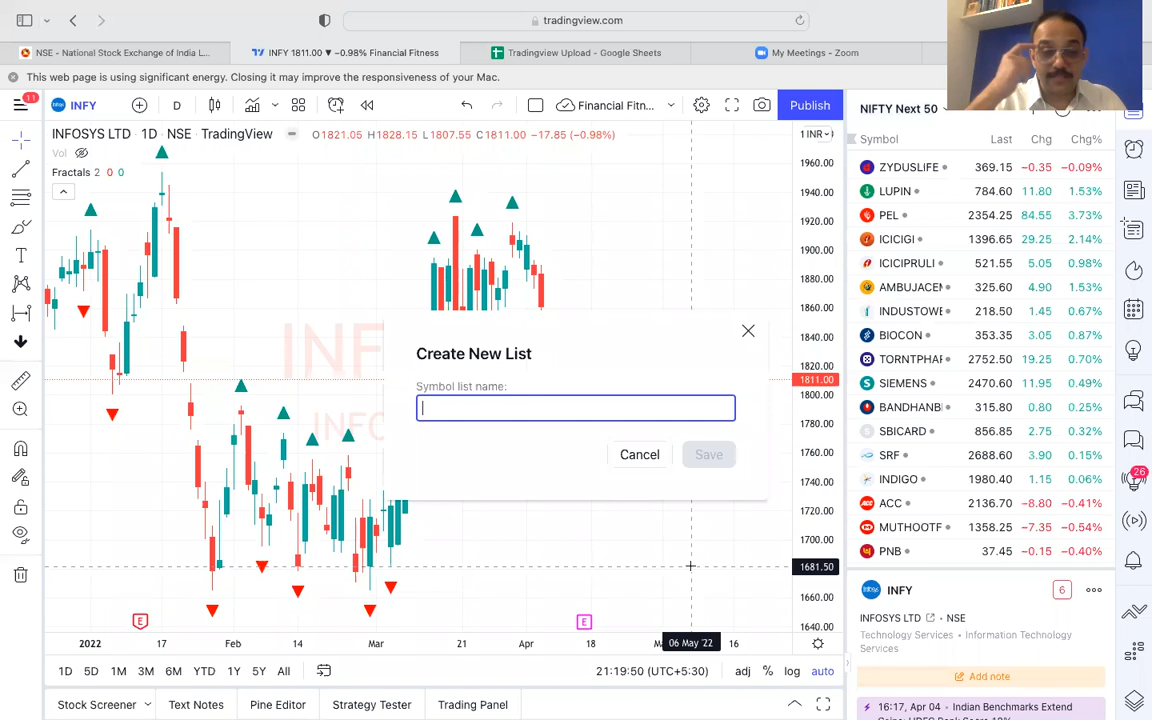 tradingview.com
NSE - National Stock Exchange of India L...
INFY 1811.00 ▼ −0.98% Financial Fitness
Tradingview Upload - Google Sheets
My Meetings - Zoom
This web page is using significant energy. Closing it may improve the responsiveness of your Mac.
11
INFY
D
Financial Fitn...
Publish
NIFTY Next 50
INFOSYS LTD · 1D · NSE · TradingView
O1821.05 H1828.15 L1807.55 C1811.00 −17.85 (−0.98%)
Vol
Fractals 2 0 0
INR
1960.00
1940.00
1920.00
1900.00
1880.00
1860.00
1840.00
1820.00
1811.00
1800.00
1780.00
1760.00
1740.00
1720.00
1700.00
1681.50
1660.00
1640.00
Create New List
Symbol list name:
Cancel
Save
E
E
2022
17
Feb
14
Mar
21
Apr
18
06 May '22
16
1D 5D 1M 3M 6M YTD 1Y 5Y All
21:19:50 (UTC+5:30)
adj % log auto
Stock Screener
Text Notes
Pine Editor
Strategy Tester
Trading Panel
Symbol Last Chg Chg%
ZYDUSLIFE 369.15 −0.35 −0.09%
LUPIN 784.60 11.80 1.53%
PEL 2354.25 84.55 3.73%
ICICIGI 1396.65 29.25 2.14%
ICICIPRULI 521.55 5.05 0.98%
AMBUJACEM 325.60 4.90 1.53%
INDUSTOWE 218.50 1.45 0.67%
BIOCON 353.35 3.05 0.87%
TORNTPHAR 2752.50 19.25 0.70%
SIEMENS 2470.60 11.95 0.49%
BANDHANB 315.80 0.80 0.25%
SBICARD 856.85 2.75 0.32%
SRF 2688.60 3.90 0.15%
INDIGO 1980.40 1.15 0.06%
ACC 2136.70 −8.80 −0.41%
MUTHOOTF 1358.25 −7.35 −0.54%
PNB 37.45 −0.15 −0.40%
26
INFY
6
INFOSYS LTD · NSE
Technology Services · Information Technology
Services
Add note
16:17, Apr 04 · Indian Benchmarks Extend